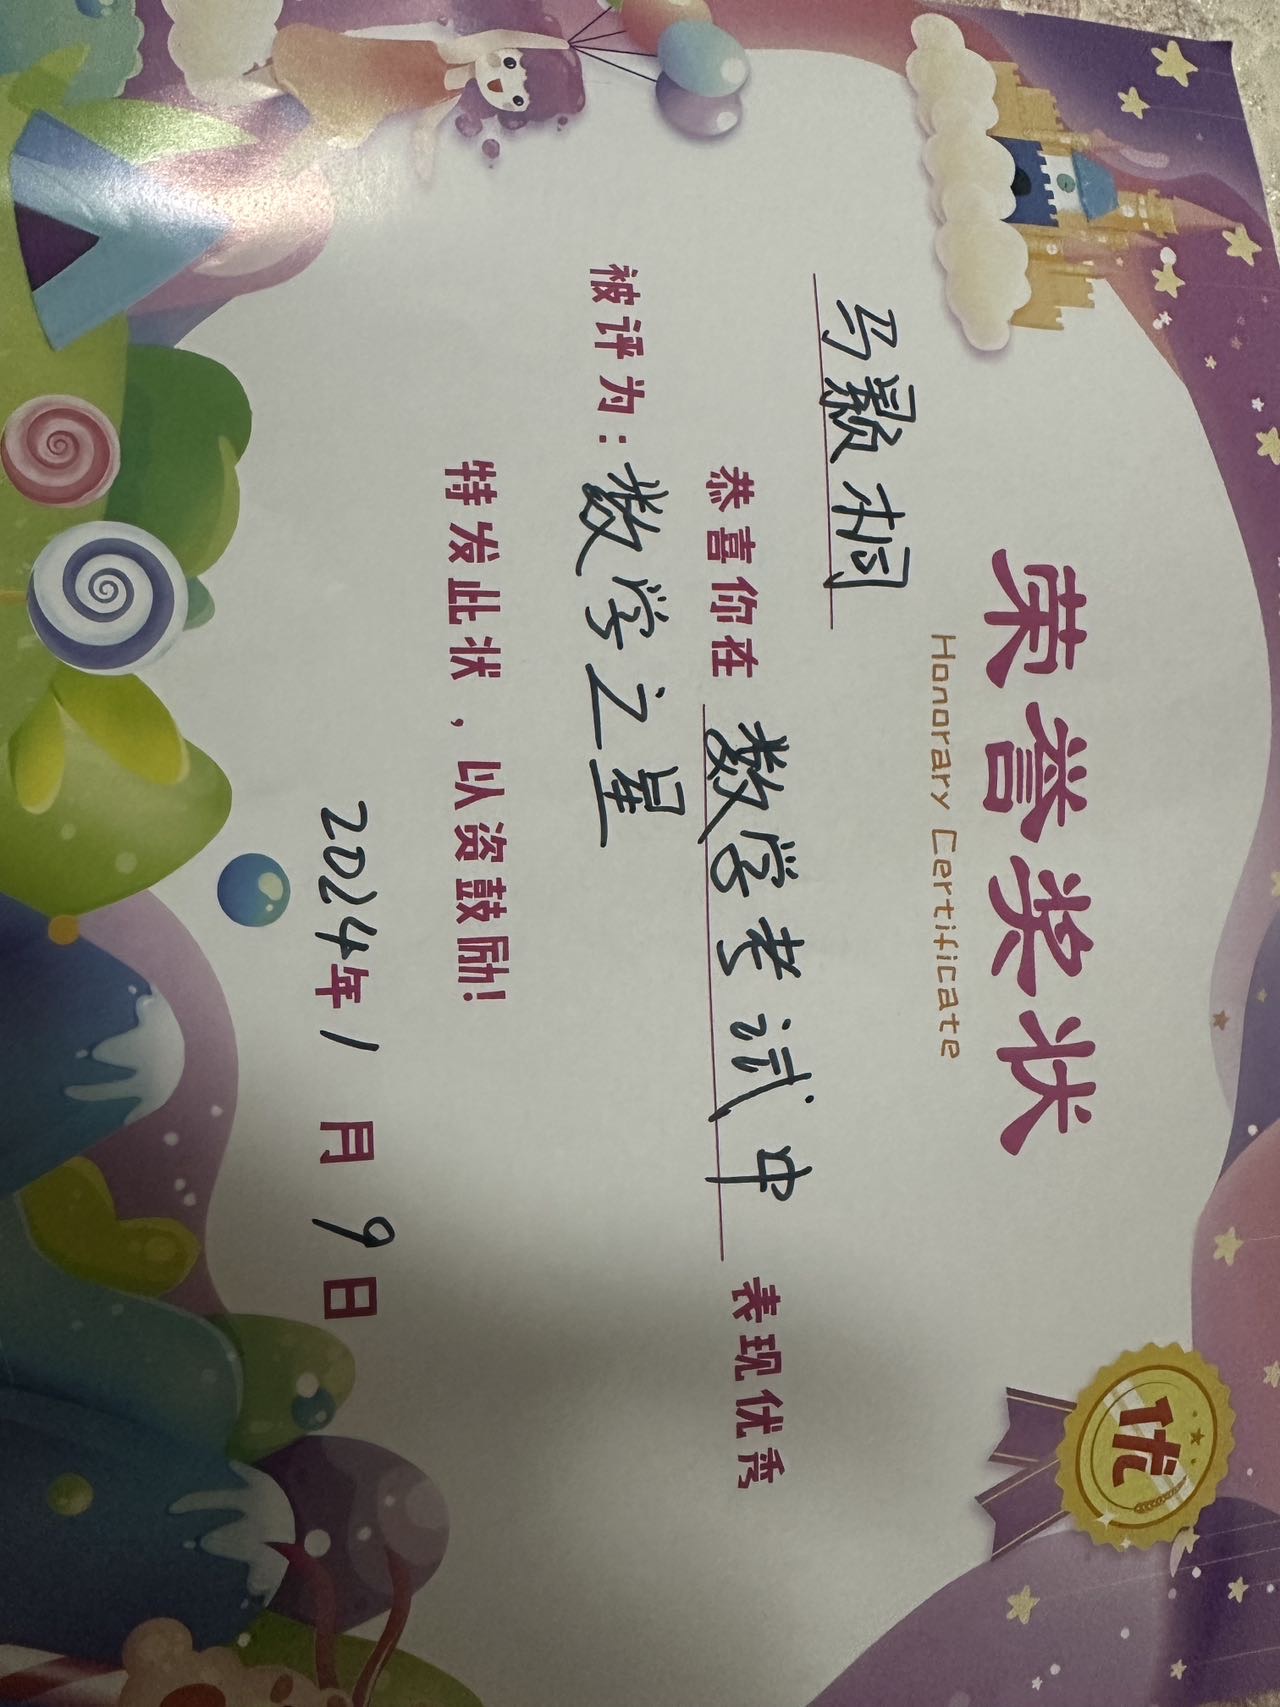 荣誉奖状
Honorary Certificate
优
马颢桐
恭喜你在 数学考试中 表现优秀
被评为：数学之星
特发此状，以资鼓励！
2024年1月9日